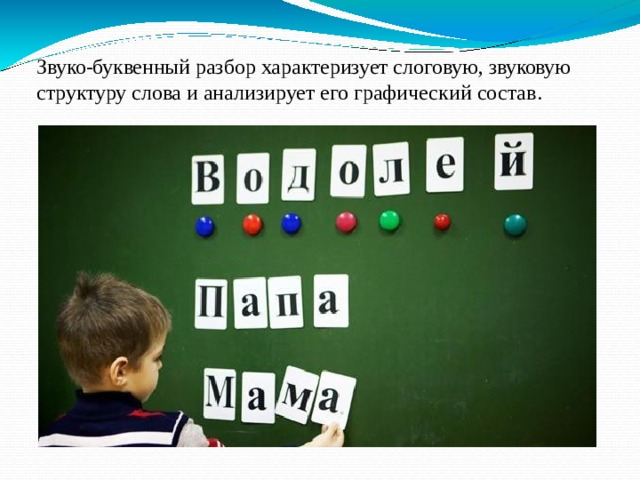 Звуко-буквенный разбор характеризует слоговую, звуковую
структуру слова и анализирует его графический состав.
Водолей
Папа
Мама